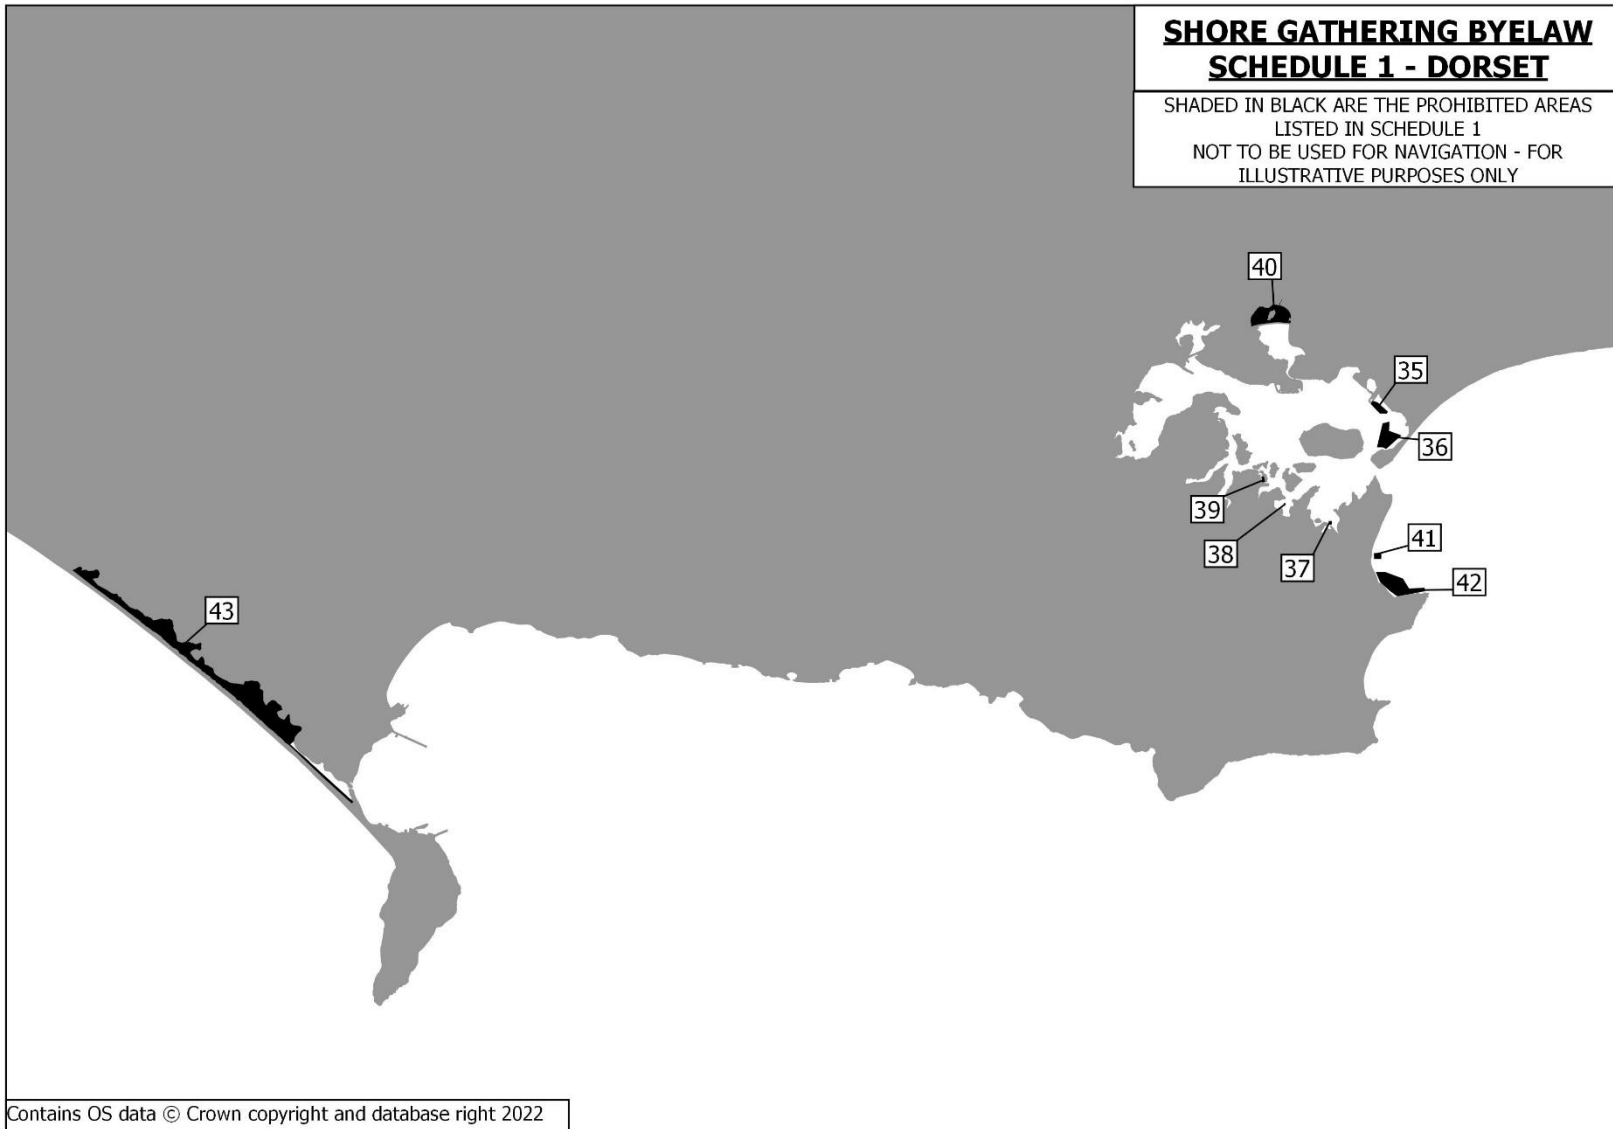 SHORE GATHERING BYELAW
SCHEDULE 1 - DORSET
SHADED IN BLACK ARE THE PROHIBITED AREAS
LISTED IN SCHEDULE 1
NOT TO BE USED FOR NAVIGATION - FOR
ILLUSTRATIVE PURPOSES ONLY
40
35
36
39
38
37
41
42
43
Contains OS data © Crown copyright and database right 2022